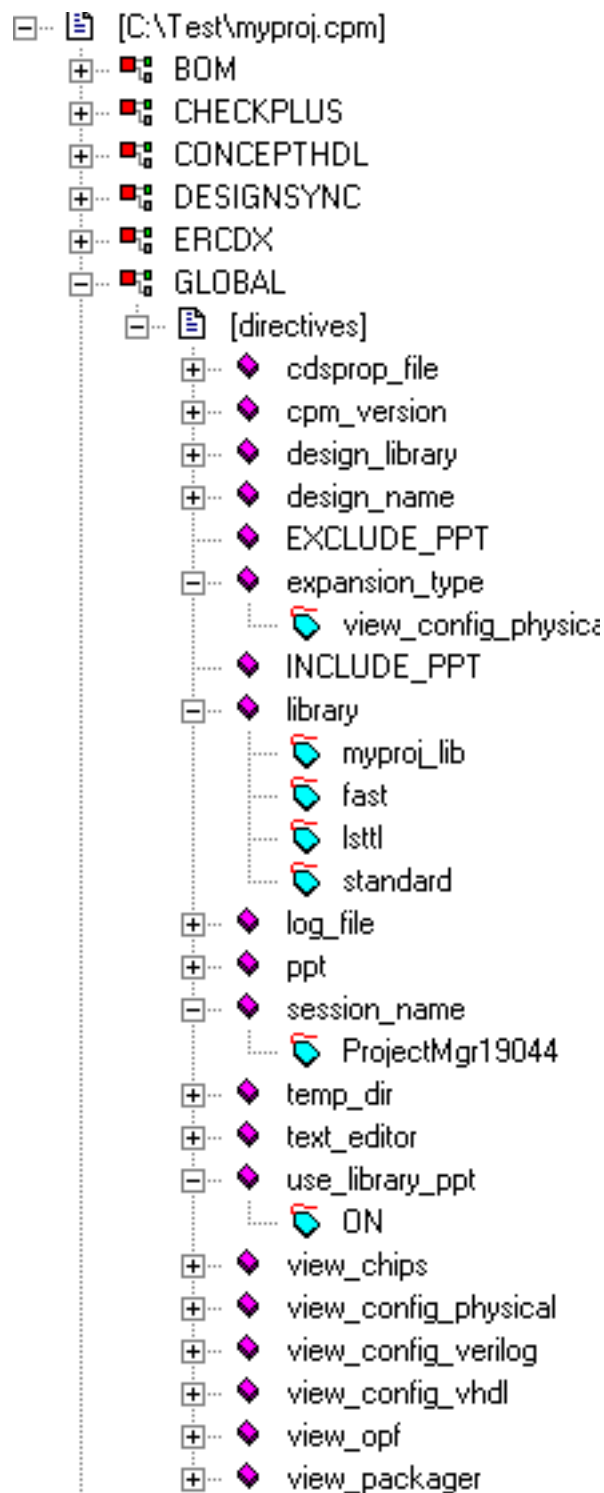 [C:\Test\myproj.cpm]
BOM
CHECKPLUS
CONCEPTHDL
DESIGNSYNC
ERCDX
GLOBAL
[directives]
cdsprop_file
cpm_version
design_library
design_name
EXCLUDE_PPT
expansion_type
view_config_physica
INCLUDE_PPT
library
myproj_lib
fast
lsttl
standard
log_file
ppt
session_name
ProjectMgr19044
temp_dir
text_editor
use_library_ppt
ON
view_chips
view_config_physical
view_config_verilog
view_config_vhdl
view_opf
view_packager